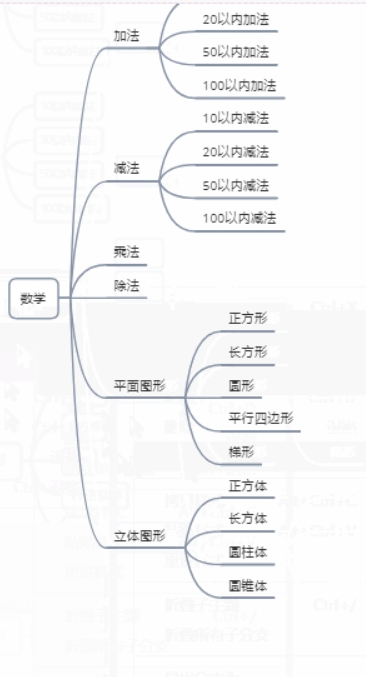 数学
加法
20以内加法
50以内加法
100以内加法
减法
10以内减法
20以内减法
50以内减法
100以内减法
乘法
除法
平面图形
正方形
长方形
圆形
平行四边形
梯形
立体图形
正方体
长方体
圆柱体
圆锥体